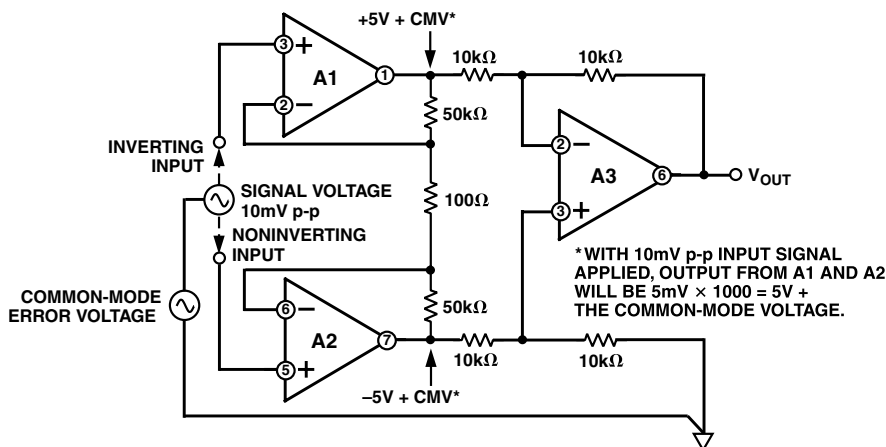 +5V + CMV*
10kΩ
10kΩ
3
+
A1
1
2
−
50kΩ
INVERTING
INPUT
2
−
A3
6
VOUT
SIGNAL VOLTAGE
10mV p-p
100Ω
3
+
NONINVERTING
INPUT
*WITH 10mV p-p INPUT SIGNAL
APPLIED, OUTPUT FROM A1 AND A2
WILL BE 5mV × 1000 = 5V +
THE COMMON-MODE VOLTAGE.
COMMON-MODE
ERROR VOLTAGE
6
−
50kΩ
A2
7
5
+
10kΩ
10kΩ
−5V + CMV*